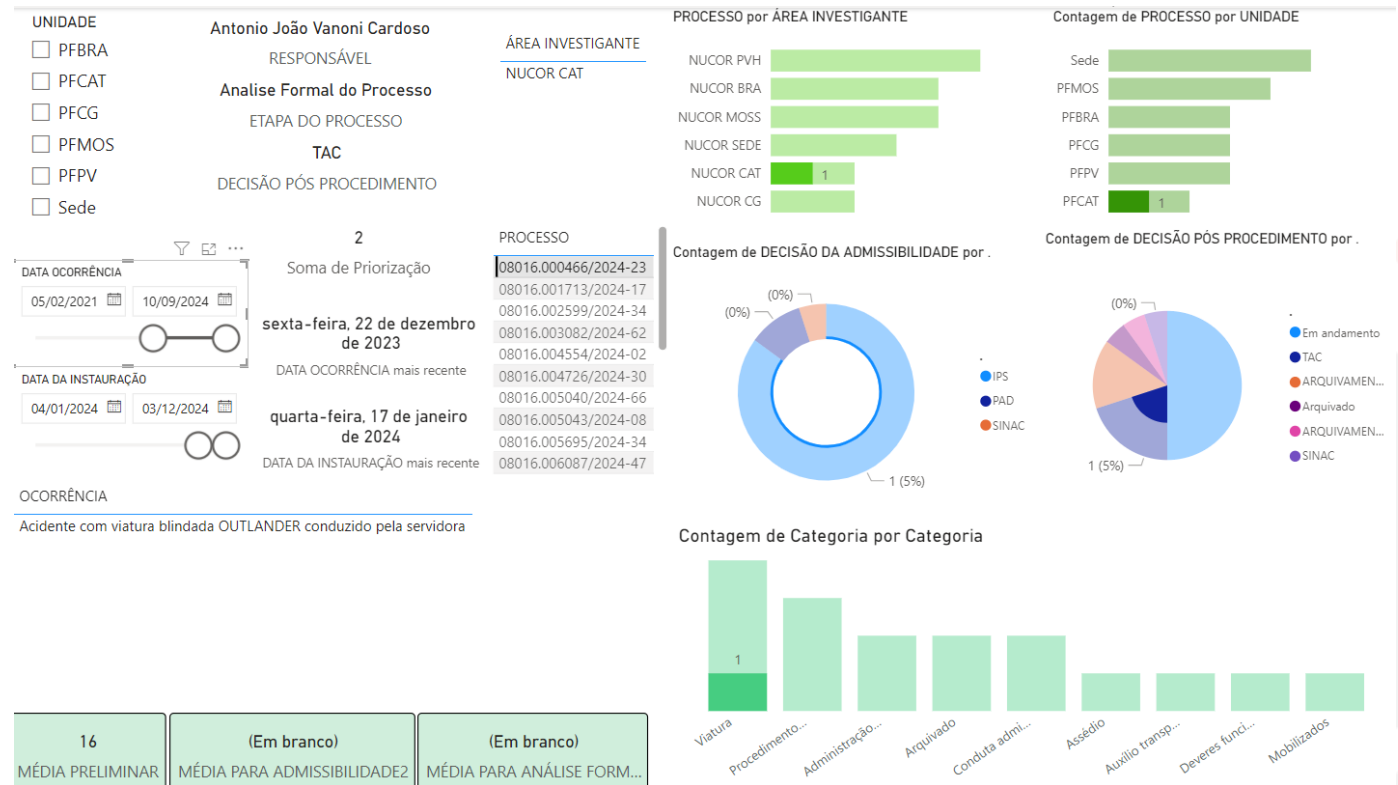 UNIDADE
PFBRA
PFCAT
PFCG
PFMOS
PFPV
Sede
Antonio João Vanoni Cardoso
RESPONSÁVEL
Analise Formal do Processo
ETAPA DO PROCESSO
TAC
DECISÃO PÓS PROCEDIMENTO
ÁREA INVESTIGANTE
NUCOR CAT
DATA OCORRÊNCIA
05/02/2021 10/09/2024
DATA DA INSTAURAÇÃO
04/01/2024 03/12/2024
2
Soma de Priorização
sexta-feira, 22 de dezembro
de 2023
DATA OCORRÊNCIA mais recente
quarta-feira, 17 de janeiro
de 2024
DATA DA INSTAURAÇÃO mais recente
PROCESSO
08016.000466/2024-23
08016.001713/2024-17
08016.002599/2024-34
08016.003082/2024-62
08016.004554/2024-02
08016.004726/2024-30
08016.005040/2024-66
08016.005043/2024-08
08016.005695/2024-34
08016.006087/2024-47
OCORRÊNCIA
Acidente com viatura blindada OUTLANDER conduzido pela servidora
16
MÉDIA PRELIMINAR
(Em branco)
MÉDIA PARA ADMISSIBILIDADE2
(Em branco)
MÉDIA PARA ANÁLISE FORM...
PROCESSO por ÁREA INVESTIGANTE
NUCOR PVH
NUCOR BRA
NUCOR MOSS
NUCOR SEDE
NUCOR CAT 1
NUCOR CG
Contagem de PROCESSO por UNIDADE
Sede
PFMOS
PFBRA
PFCG
PFPV
PFCAT 1
Contagem de DECISÃO DA ADMISSIBILIDADE por .
(0%)
(0%)
1 (5%)
.
IPS
PAD
SINAC
Contagem de DECISÃO PÓS PROCEDIMENTO por .
(0%)
1 (5%)
.
Em andamento
TAC
ARQUIVAMEN...
Arquivado
ARQUIVAMEN...
SINAC
Contagem de Categoria por Categoria
1
Viatura
Procedimento...
Administração...
Arquivado
Conduta admi...
Assédio
Auxílio transp...
Deveres funci...
Mobilizados